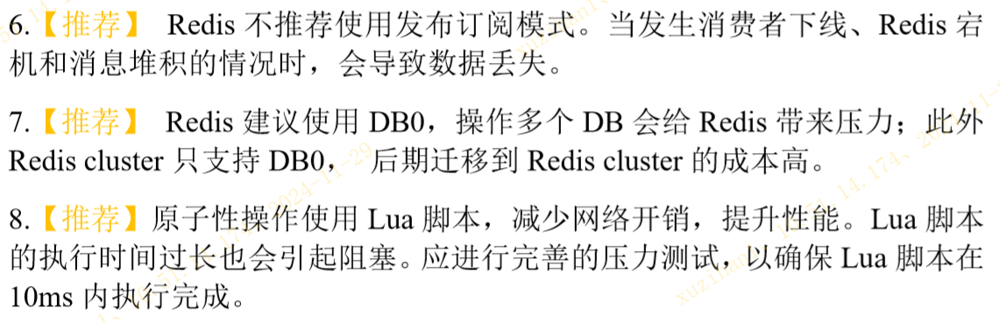 6.【推荐】 Redis 不推荐使用发布订阅模式。当发生消费者下线、Redis 宕
机和消息堆积的情况时，会导致数据丢失。
7.【推荐】 Redis 建议使用 DB0，操作多个 DB 会给 Redis 带来压力；此外
Redis cluster 只支持 DB0， 后期迁移到 Redis cluster 的成本高。
8.【推荐】原子性操作使用 Lua 脚本，减少网络开销，提升性能。Lua 脚本
的执行时间过长也会引起阻塞。应进行完善的压力测试，以确保 Lua 脚本在
10ms 内执行完成。